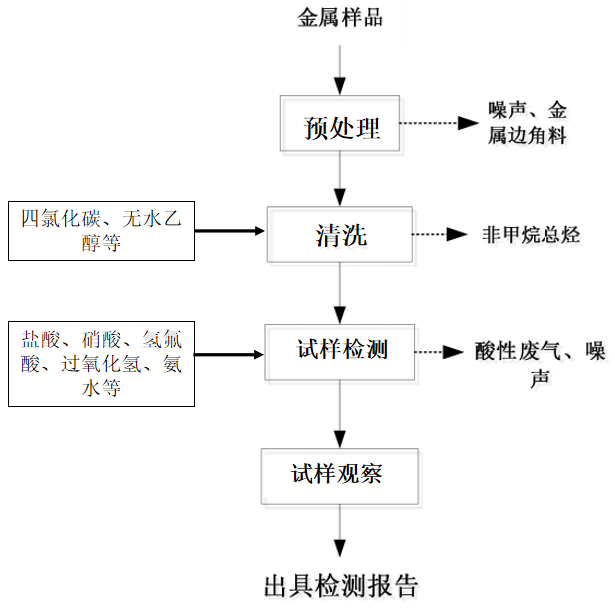 金属样品
预处理
噪声、金
属边角料
四氯化碳、无水乙
醇等
清洗
非甲烷总烃
盐酸、硝酸、氢氟
酸、过氧化氢、氨
水等
试样检测
酸性废气、噪
声
试样观察
出具检测报告